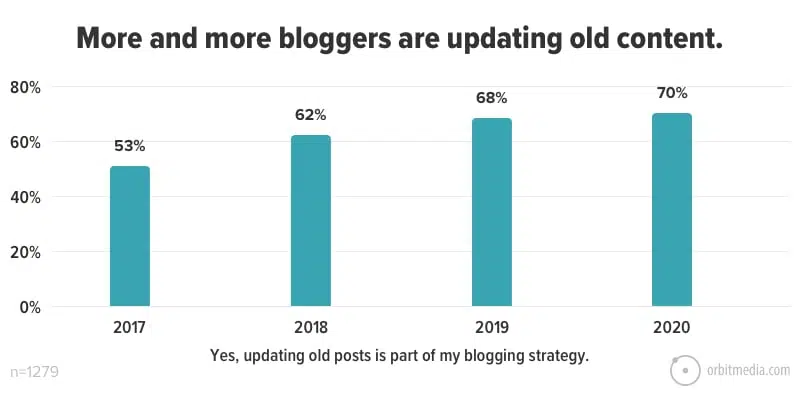 More and more bloggers are updating old content.
80%
60%
40%
20%
0%
53%
62%
68%
70%
2017 2018 2019 2020
Yes, updating old posts is part of my blogging strategy.
n=1279
orbitmedia.com